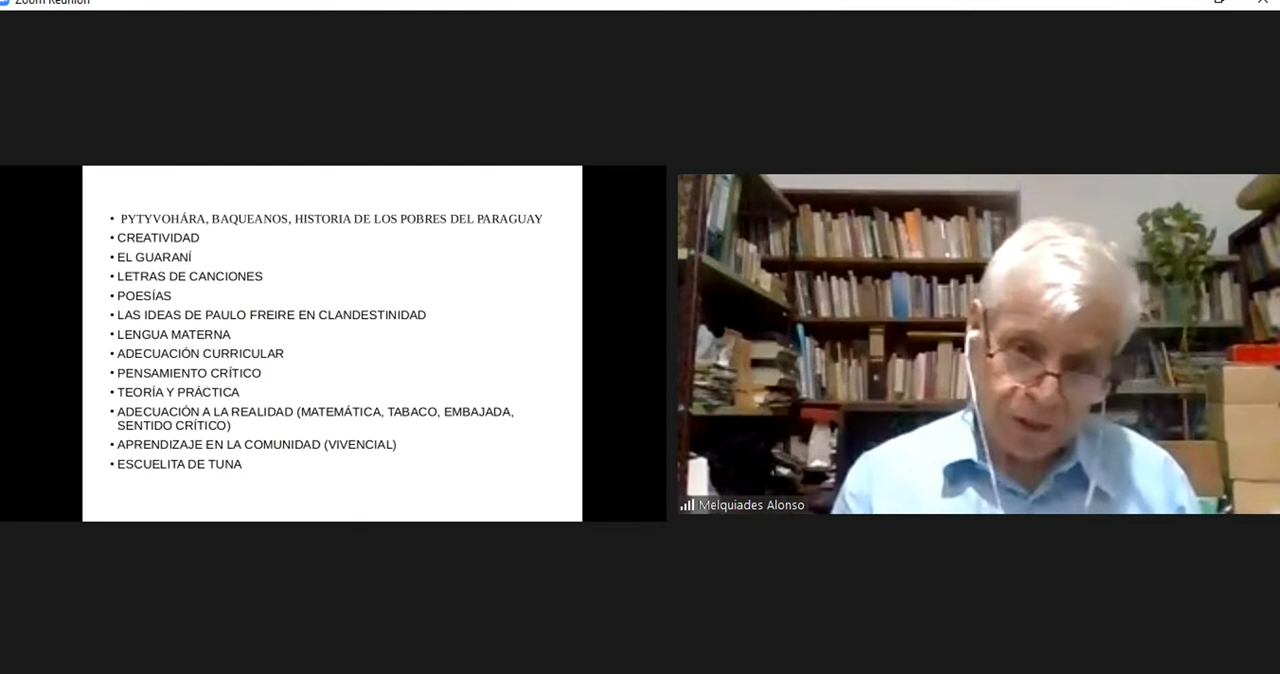 Zoom Reunión
• PYTYVOHÁRA, BAQUEANOS, HISTORIA DE LOS POBRES DEL PARAGUAY
• CREATIVIDAD
• EL GUARANÍ
• LETRAS DE CANCIONES
• POESÍAS
• LAS IDEAS DE PAULO FREIRE EN CLANDESTINIDAD
• LENGUA MATERNA
• ADECUACIÓN CURRICULAR
• PENSAMIENTO CRÍTICO
• TEORÍA Y PRÁCTICA
• ADECUACIÓN A LA REALIDAD (MATEMÁTICA, TABACO, EMBAJADA,
SENTIDO CRÍTICO)
• APRENDIZAJE EN LA COMUNIDAD (VIVENCIAL)
• ESCUELITA DE TUNA
Melquiades Alonso